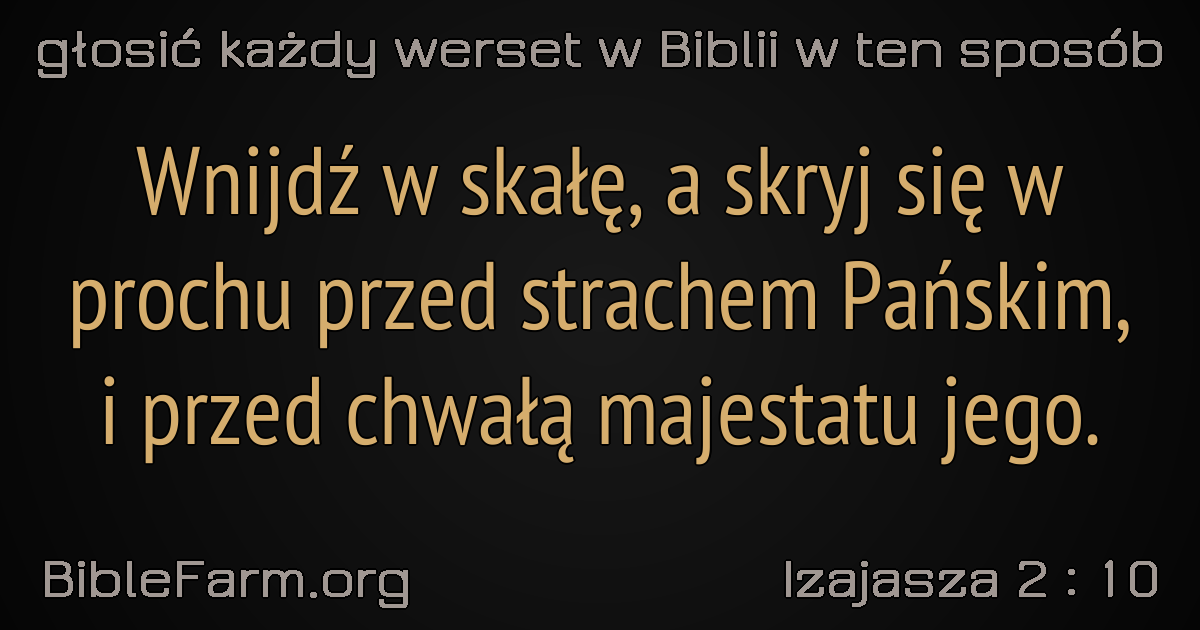 głosić każdy werset w Biblii w ten sposób
Wnijdź w skałę, a skryj się w
prochu przed strachem Pańskim,
i przed chwałą majestatu jego.
BibleFarm.org
Izajasza 2 : 10